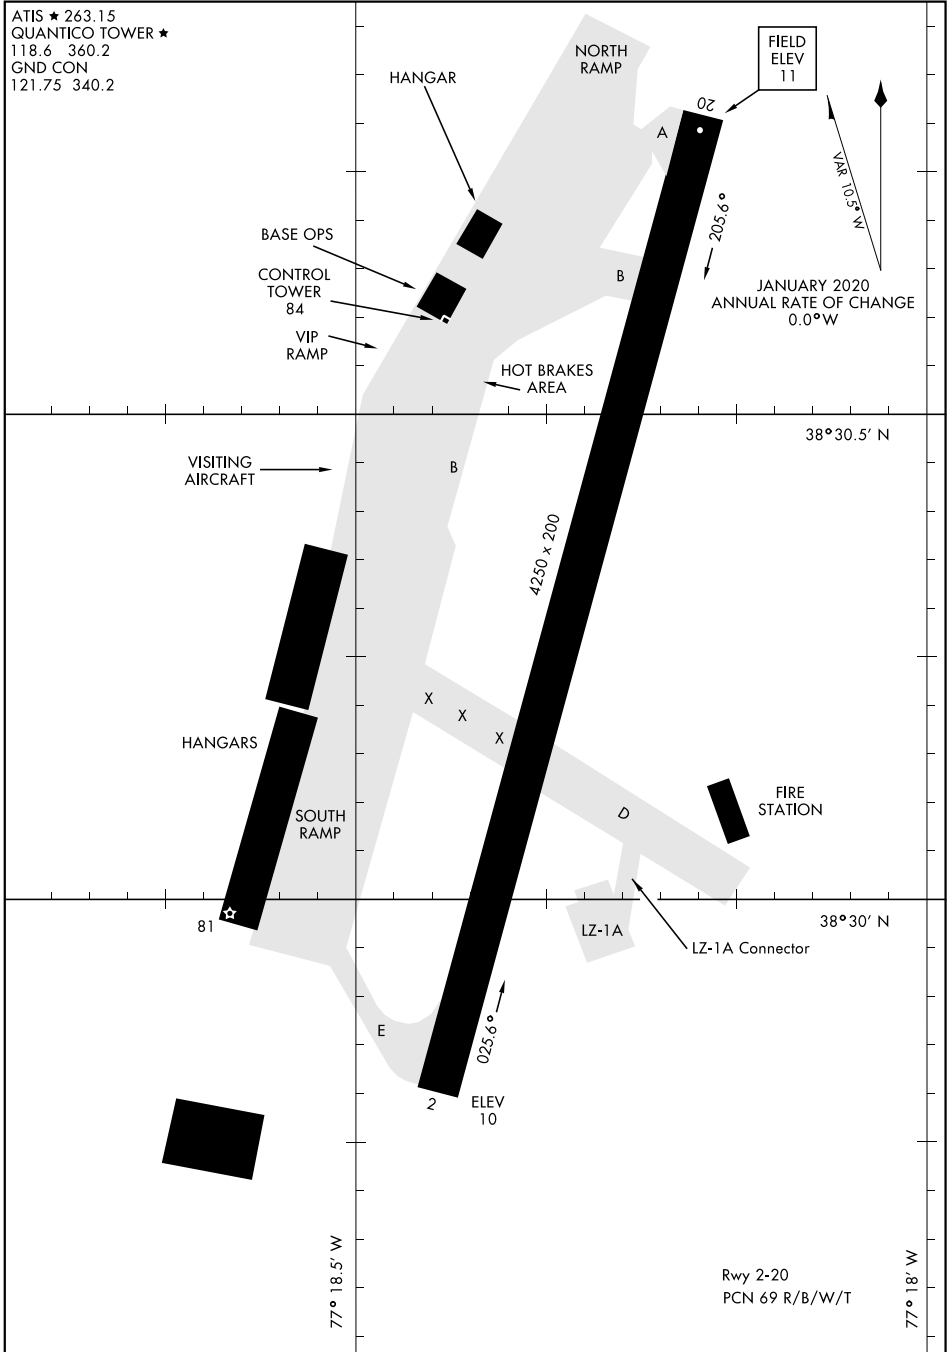 ATIS ★ 263.15
QUANTICO TOWER ★
118.6 360.2
GND CON
121.75 340.2
NORTH
RAMP
FIELD
ELEV
11
HANGAR
20
A
VAR 10.5° W
205.6°
BASE OPS
CONTROL
TOWER
84
B
JANUARY 2020
ANNUAL RATE OF CHANGE
0.0° W
VIP
RAMP
HOT BRAKES
AREA
38° 30.5' N
VISITING
AIRCRAFT
B
4250 x 200
X
X
X
HANGARS
SOUTH
RAMP
D
FIRE
STATION
81
LZ-1A
38° 30' N
LZ-1A Connector
E
025.6°
2
ELEV
10
77° 18.5' W
77° 18' W
Rwy 2-20
PCN 69 R/B/W/T